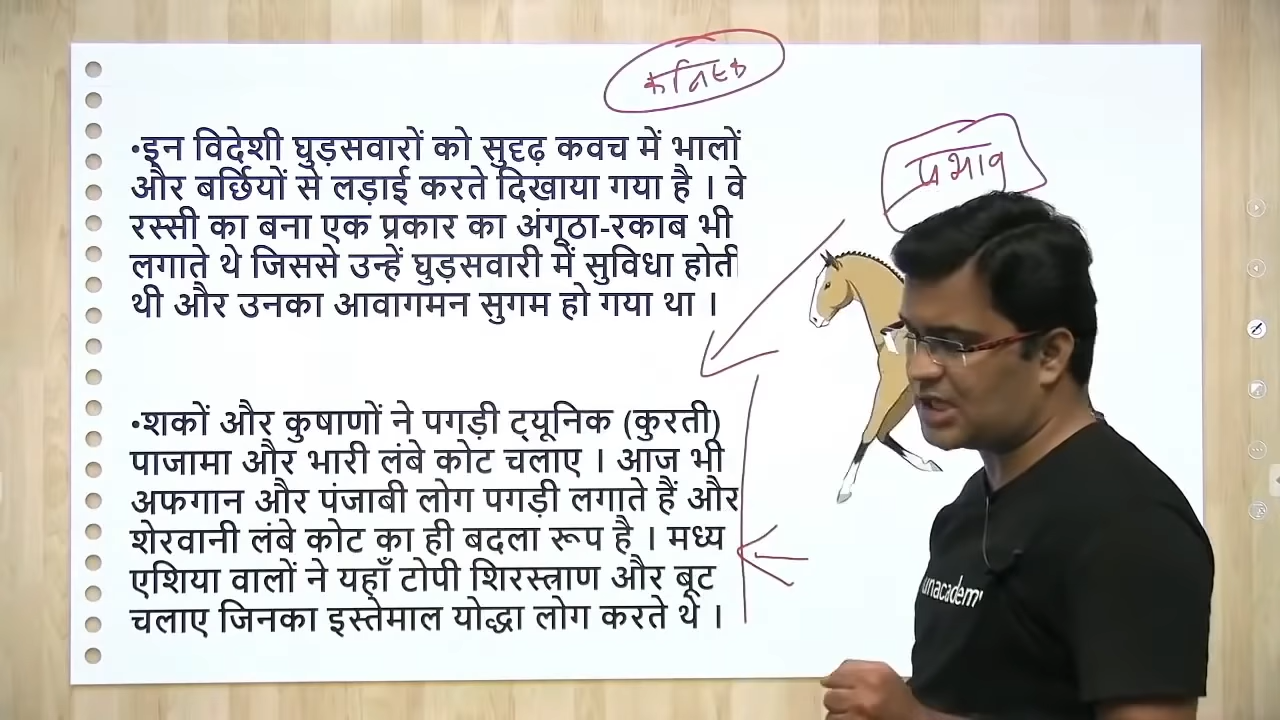 कनिष्क
•इन विदेशी घुड़सवारों को सुदृढ़ कवच में भालों
और बर्छियों से लड़ाई करते दिखाया गया है । वे
रस्सी का बना एक प्रकार का अंगूठा-रकाब भी
लगाते थे जिससे उन्हें घुड़सवारी में सुविधा होती
थी और उनका आवागमन सुगम हो गया था ।
प्रभाव
•शकों और कुषाणों ने पगड़ी ट्यूनिक (कुरती)
पाजामा और भारी लंबे कोट चलाए । आज भी
अफगान और पंजाबी लोग पगड़ी लगाते हैं और
शेरवानी लंबे कोट का ही बदला रूप है । मध्य
एशिया वालों ने यहाँ टोपी शिरस्त्राण और बूट
चलाए जिनका इस्तेमाल योद्धा लोग करते थे ।
unacademy